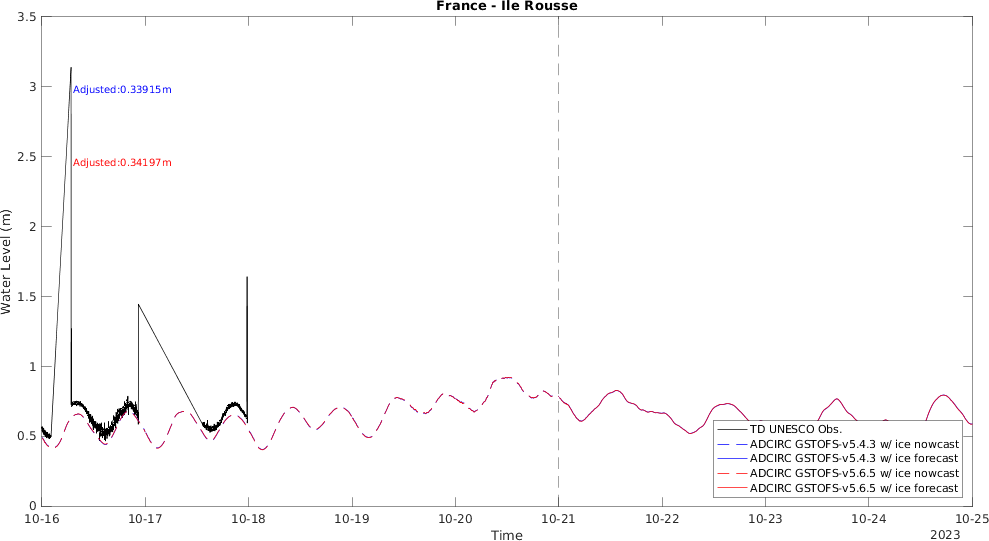 France - Ile Rousse
3.5
3
2.5
2
1.5
1
0.5
0
Water Level (m)
Adjusted:0.33915m
Adjusted:0.34197m
TD UNESCO Obs.
ADCIRC GSTOFS-v5.4.3 w/ ice nowcast
ADCIRC GSTOFS-v5.4.3 w/ ice forecast
ADCIRC GSTOFS-v5.6.5 w/ ice nowcast
ADCIRC GSTOFS-v5.6.5 w/ ice forecast
10-16 10-17 10-18 10-19 10-20 10-21 10-22 10-23 10-24 10-25
Time
2023